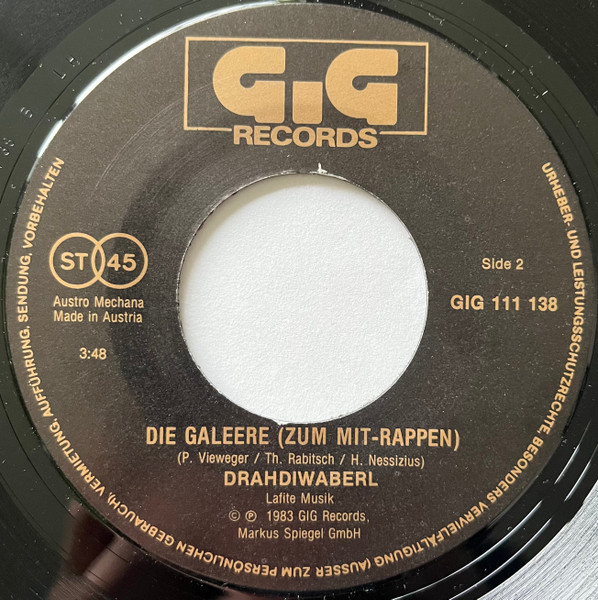 GiG
RECORDS
URHEBER- UND LEISTUNGSSCHUTZRECHTE BESONDERS VERVIELFÄLTIGUNG (AUSSER ZUM PERSÖNLICHEN GEBRAUCH), VERMIETUNG, AUFFÜHRUNG, SENDUNG, VORBEHALTEN
ST 45
Austro Mechana
Made in Austria
3:48
Side 2
GIG 111 138
DIE GALEERE (ZUM MIT-RAPPEN)
(P. Vieweger / Th. Rabitsch / H. Nessizius)
DRAHDIWABERL
Lafite Musik
© ℗ 1983 GIG Records,
Markus Spiegel GmbH